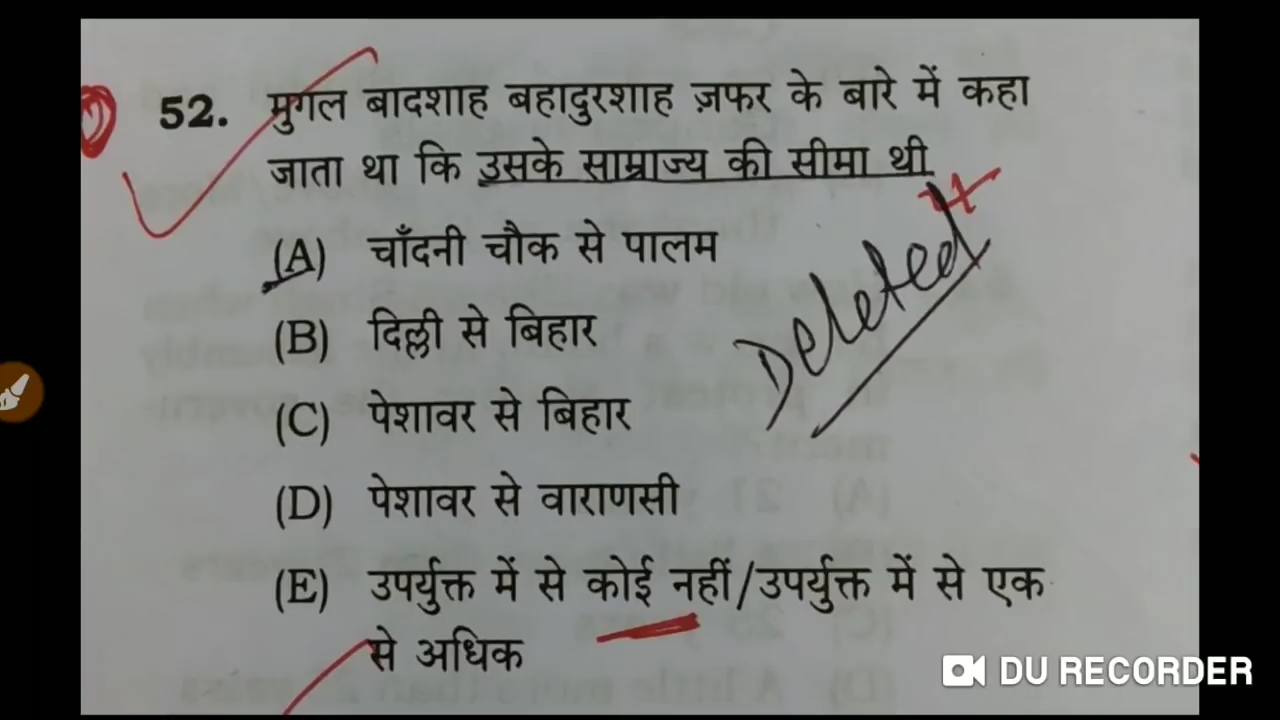 52. मुगल बादशाह बहादुरशाह ज़फर के बारे में कहा
जाता था कि उसके साम्राज्य की सीमा थी
(A) चाँदनी चौक से पालम
(B) दिल्ली से बिहार
(C) पेशावर से बिहार
(D) पेशावर से वाराणसी
(E) उपर्युक्त में से कोई नहीं/उपर्युक्त में से एक
से अधिक
Deleted
DU RECORDER